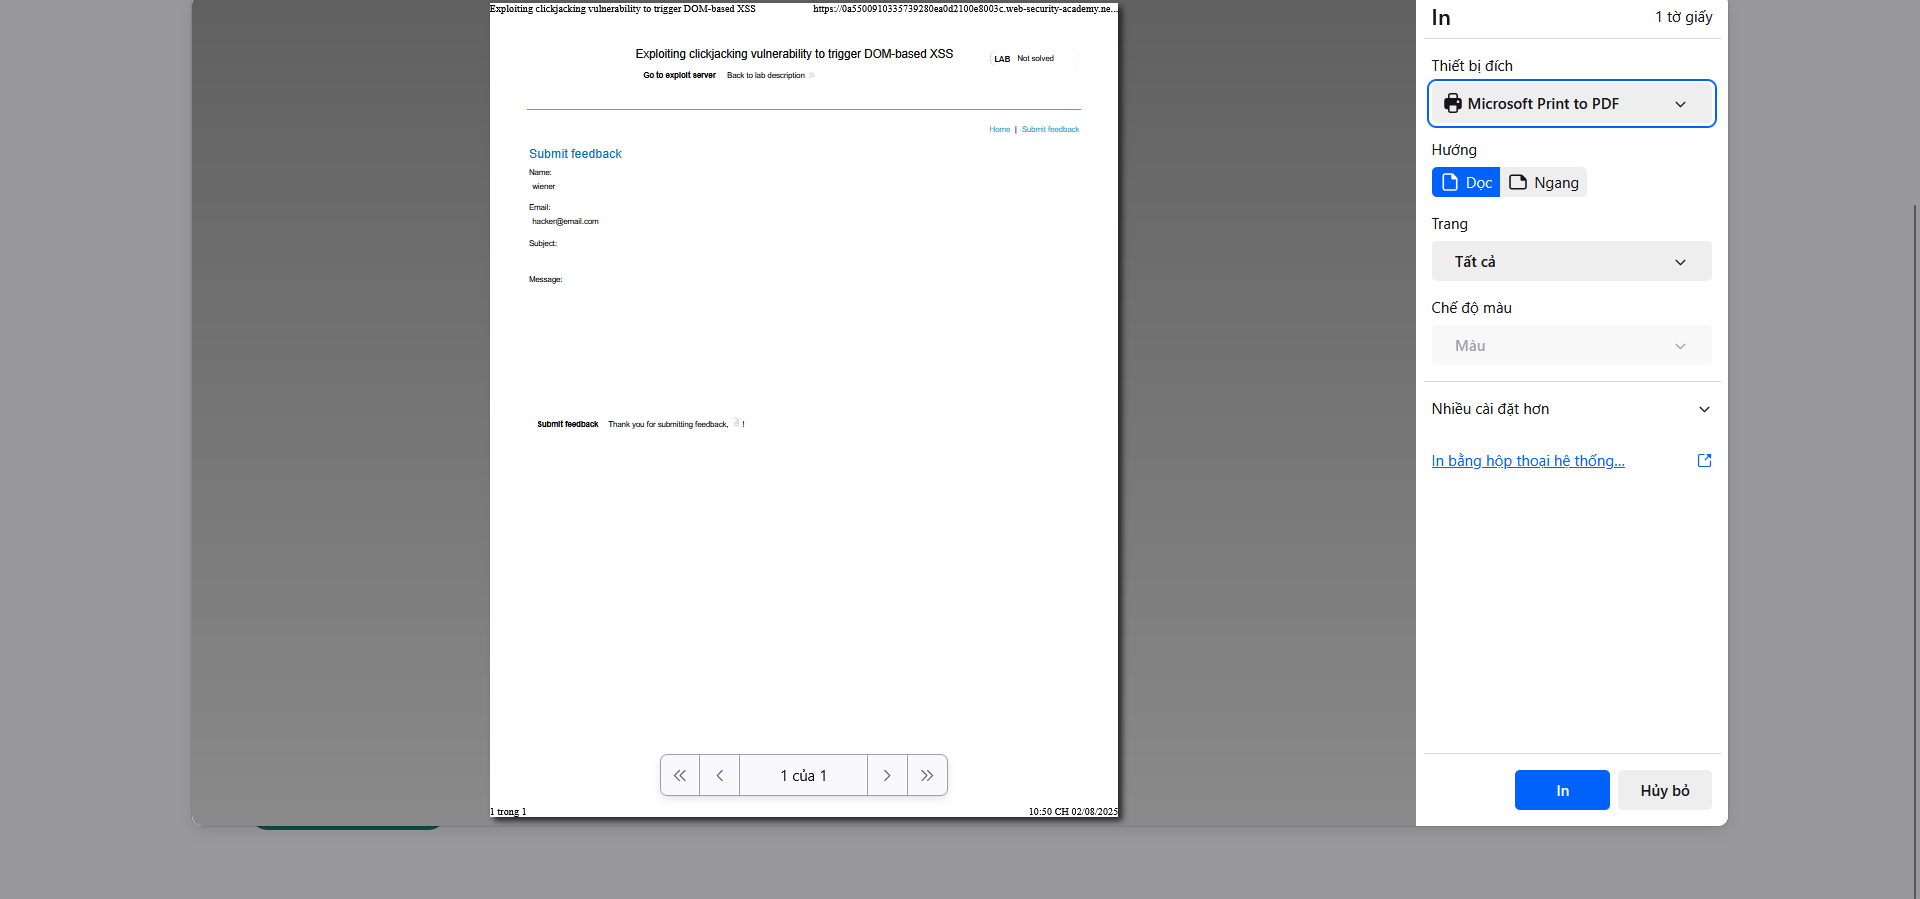 Exploiting clickjacking vulnerability to trigger DOM-based XSS
https://0a5500910335739280ea0d2100e8003c.web-security-academy.ne...
Exploiting clickjacking vulnerability to trigger DOM-based XSS
LAB Not solved
Go to exploit server Back to lab description
Home | Submit feedback
Submit feedback
Name:
wiener
Email:
hacker@email.com
Subject:
Message:
Submit feedback Thank you for submitting feedback, !
1 của 1
1 trong 1
10:50 CH 02/08/2025
In
1 tờ giấy
Thiết bị đích
Microsoft Print to PDF
Hướng
Dọc
Ngang
Trang
Tất cả
Chế độ màu
Màu
Nhiều cài đặt hơn
In bằng hộp thoại hệ thống...
In
Hủy bỏ